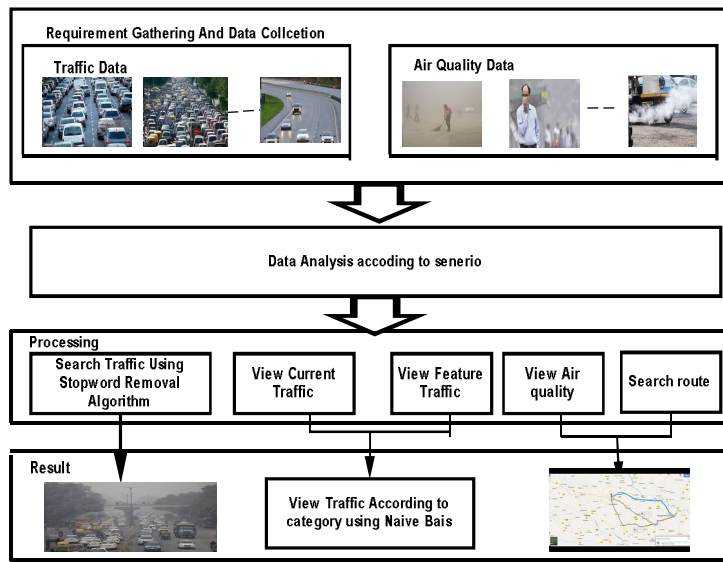 Requirement Gathering And Data Collcetion
Traffic Data
Air Quality Data
Data Analysis accoding to senerio
Processing
Search Traffic Using
Stopword Removal
Algorithm
View Current
Traffic
View Feature
Traffic
View Air
quality
Search route
Result
View Traffic According to
category using Naive Bais